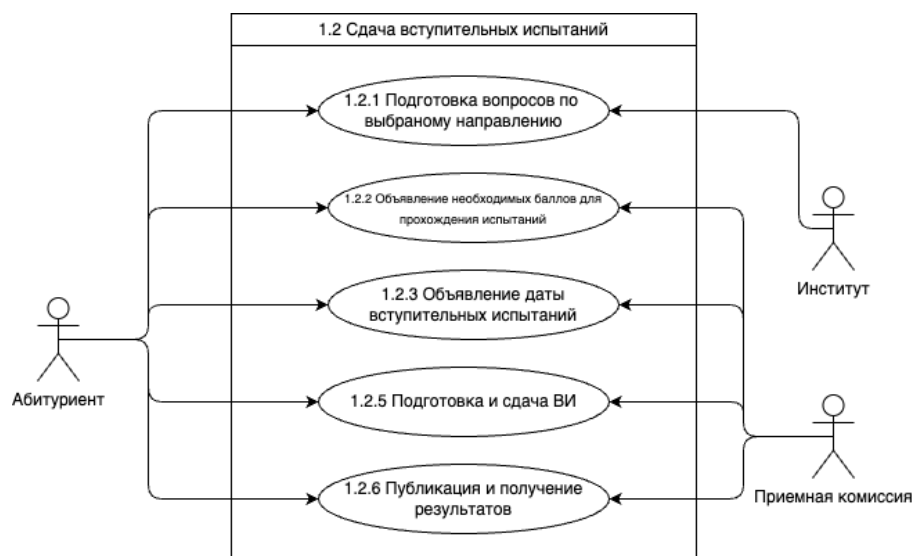 1.2 Сдача вступительных испытаний
1.2.1 Подготовка вопросов по
выбраному направлению
1.2.2 Объявление необходимых баллов для
прохождения испытаний
Институт
1.2.3 Объявление даты
вступительных испытаний
Абитуриент
1.2.5 Подготовка и сдача ВИ
Приемная комиссия
1.2.6 Публикация и получение
результатов